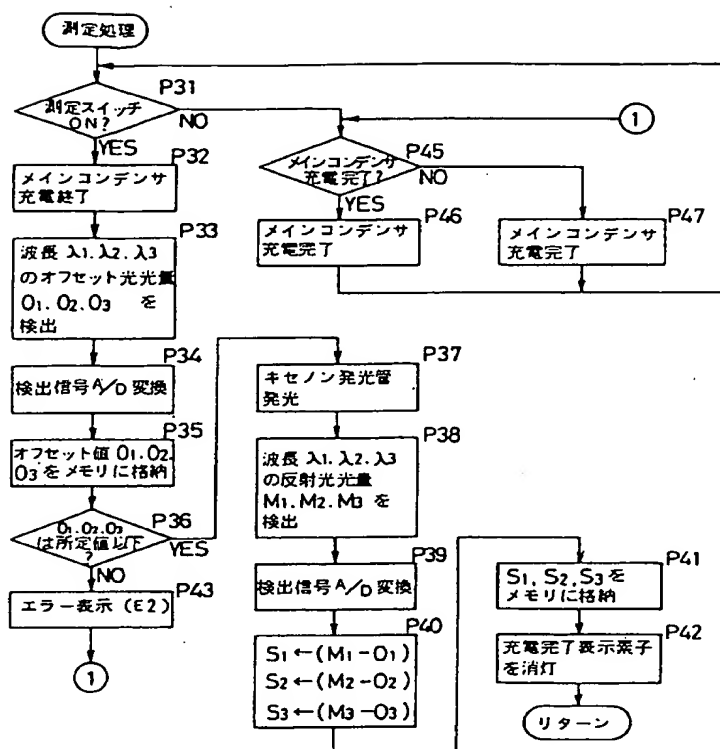 測定処理
P31
測定スイッチ
ON?
NO
YES
P32
メインコンデンサ
充電終了
P33
波長 λ1.λ2.λ3
のオフセット光光量
O1.O2.O3 を
検出
P34
検出信号A/D変換
P35
オフセット値 O1.O2.
O3をメモリに格納
P36
O1.O2.O3
は所定値以下
?
YES
NO
P43
エラー表示(E2)
1
1
P45
メインコンデンサ
充電完了?
NO
YES
P46
メインコンデンサ
充電完了
P47
メインコンデンサ
充電完了
P37
キセノン発光管
発光
P38
波長 λ1.λ2.λ3
の反射光光量
M1.M2.M3 を
検出
P39
検出信号A/D変換
P40
S1←(M1−O1)
S2←(M2−O2)
S3←(M3−O3)
P41
S1,S2,S3を
メモリに格納
P42
充電完了表示素子
を消灯
リターン